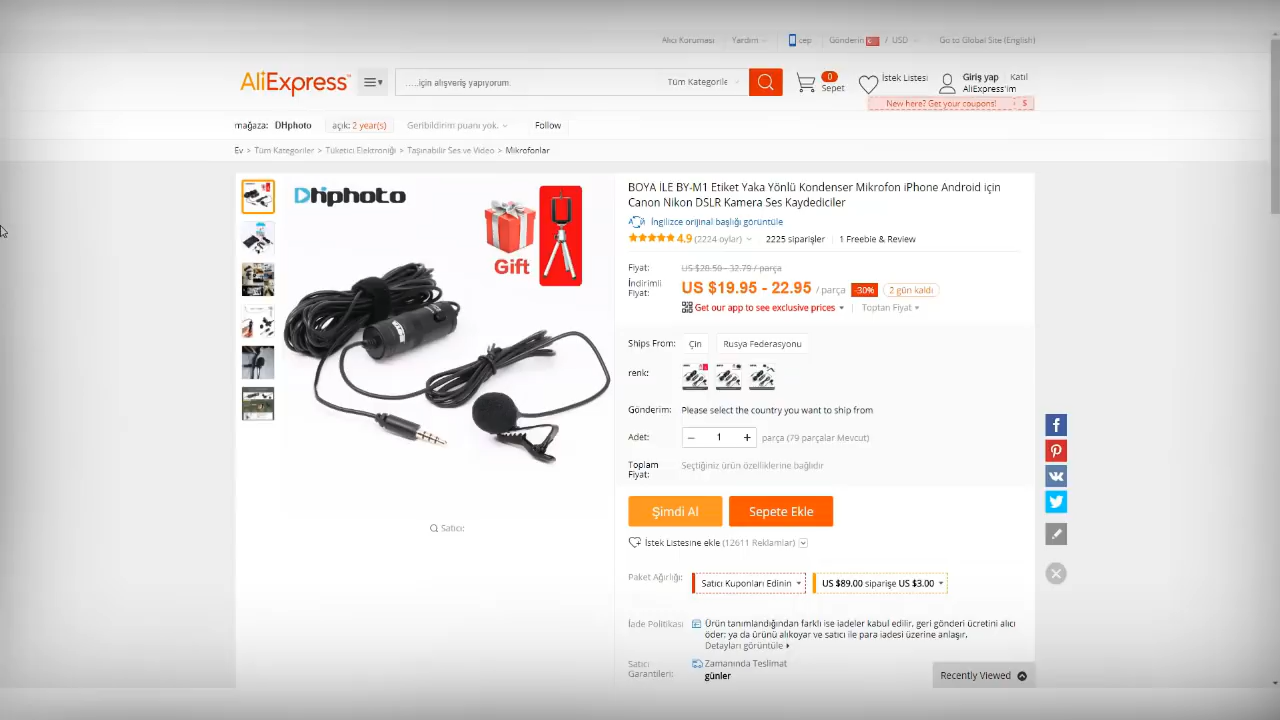 Alıcı Koruması Yardım cep Gönderin / USD Go to Global Site (English)
AliExpress™ .....için alışveriş yapıyorum. Tüm Kategorile 0 Sepet İstek Listesi Giriş yap Katıl
AliExpress'im
New here? Get your coupons! $
mağaza: DHphoto açık: 2 year(s) Geribildirim puanı yok. Follow
Ev > Tüm Kategoriler > Tüketici Elektroniği > Taşınabilir Ses ve Video > Mikrofonlar
Dhphoto
Gift
BOYA İLE BY-M1 Etiket Yaka Yönlü Kondenser Mikrofon iPhone Android için
Canon Nikon DSLR Kamera Ses Kaydediciler
İngilizce orijinal başlığı görüntüle
4.9 (2224 oylar) 2225 siparişler 1 Freebie & Review
Fiyat: US $28.50 - 32.79 / parça
İndirimli
Fiyat: US $19.95 - 22.95 / parça -30% 2 gün kaldı
Get our app to see exclusive prices Toptan Fiyat
Ships From: Çin Rusya Federasyonu
renk:
Gönderim: Please select the country you want to ship from
Adet: – 1 + parça (79 parçalar Mevcut)
Toplam
Fiyat: Seçtiğiniz ürün özelliklerine bağlıdır
Şimdi Al Sepete Ekle
Satıcı:
İstek Listesine ekle (12611 Reklamlar)
Paket Ağırlığı: Satıcı Kuponları Edinin US $89.00 siparişe US $3.00
İade Politikası Ürün tanımlandığından farklı ise iadeler kabul edilir, geri gönderi ücretini alıcı
öder; ya da ürünü alıkoyar ve satıcı ile para iadesi üzerine anlaşır.
Detayları görüntüle
Satıcı
Garantileri: Zamanında Teslimat
günler
Recently Viewed